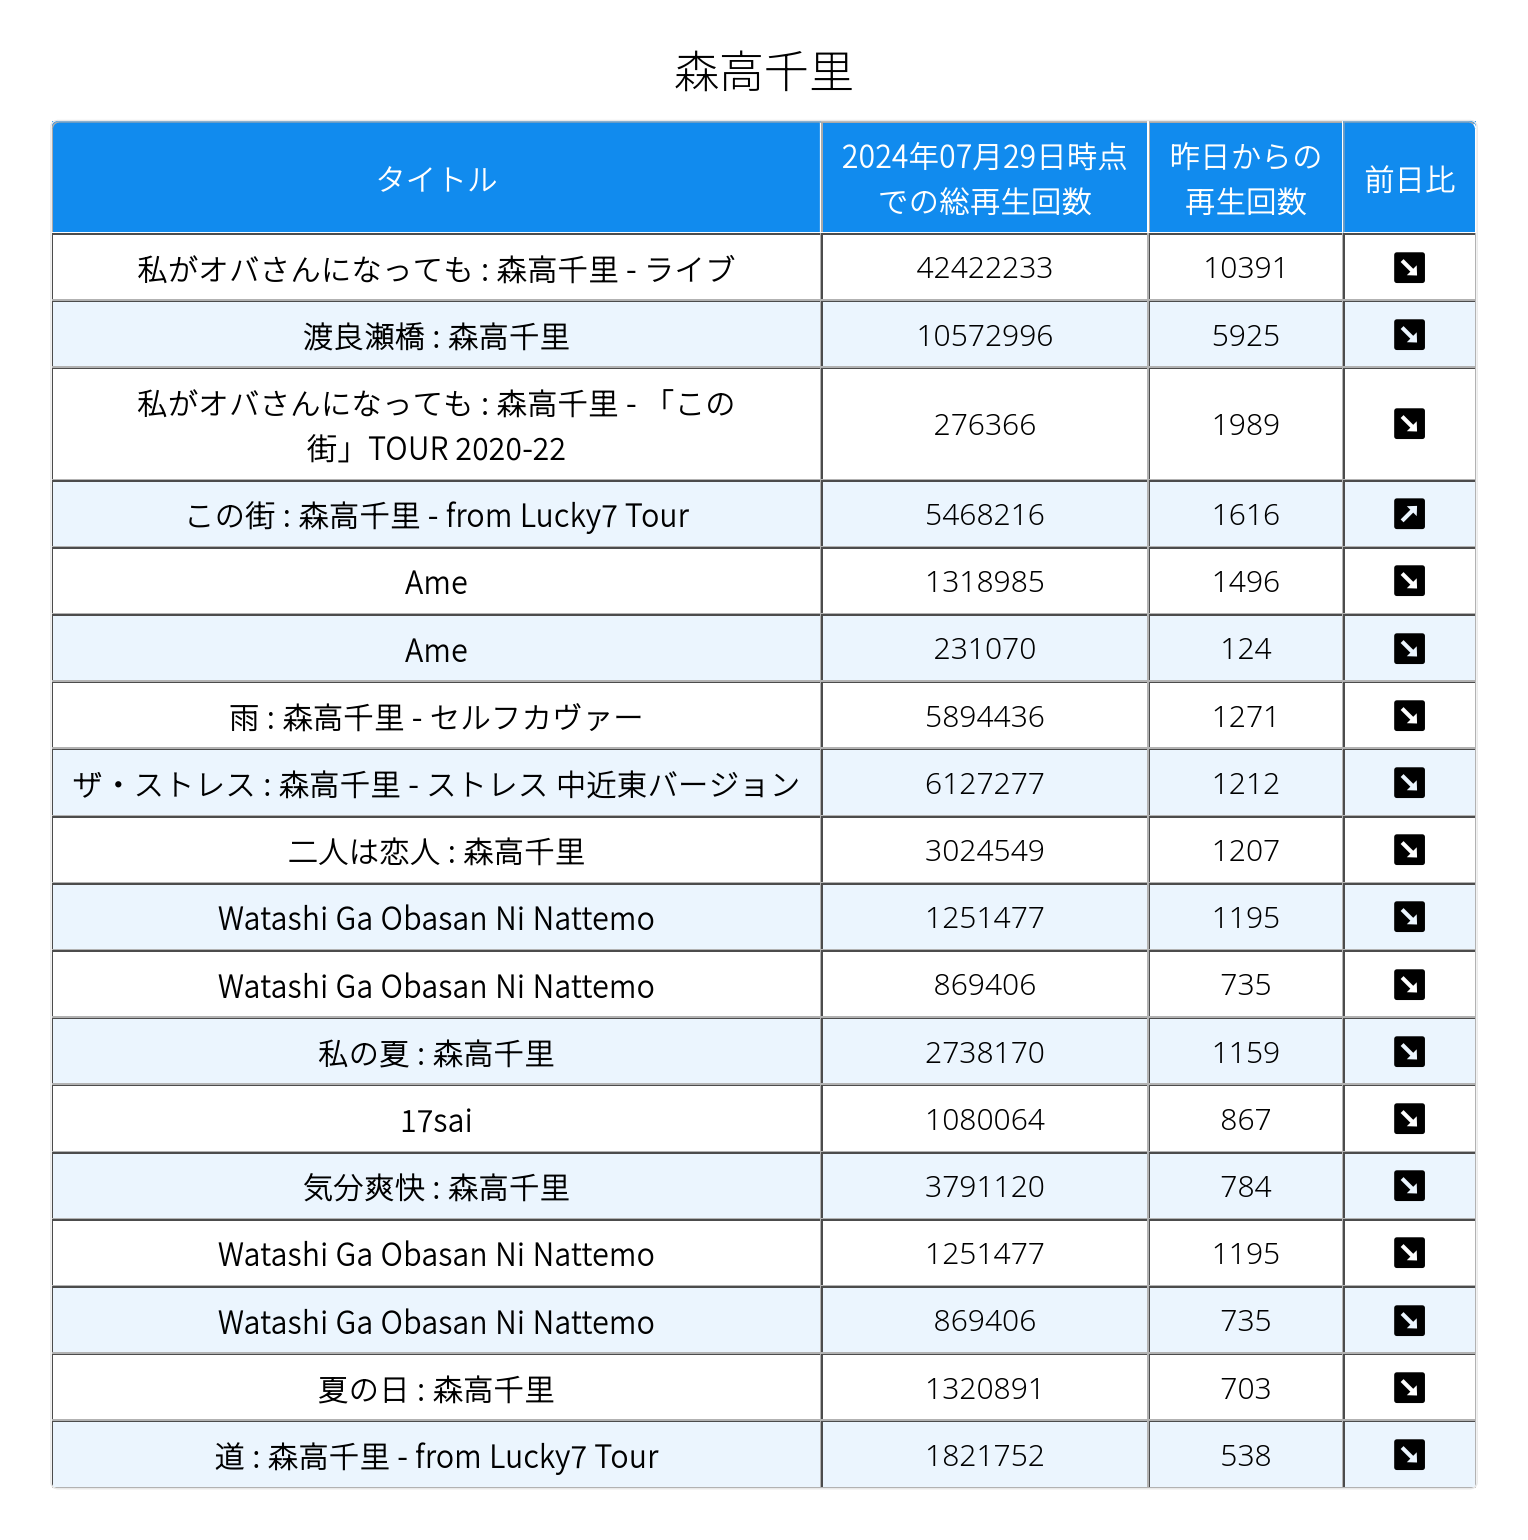 森高千里
タイトル
2024年07月29日時点
での総再生回数
昨日からの
再生回数
前日比
私がオバさんになっても : 森高千里 - ライブ 42422233 10391
渡良瀬橋 : 森高千里 10572996 5925
私がオバさんになっても : 森高千里 - 「この
街」TOUR 2020-22 276366 1989
この街 : 森高千里 - from Lucky7 Tour 5468216 1616
Ame 1318985 1496
Ame 231070 124
雨 : 森高千里 - セルフカヴァー 5894436 1271
ザ・ストレス : 森高千里 - ストレス 中近東バージョン 6127277 1212
二人は恋人 : 森高千里 3024549 1207
Watashi Ga Obasan Ni Nattemo 1251477 1195
Watashi Ga Obasan Ni Nattemo 869406 735
私の夏 : 森高千里 2738170 1159
17sai 1080064 867
気分爽快 : 森高千里 3791120 784
Watashi Ga Obasan Ni Nattemo 1251477 1195
Watashi Ga Obasan Ni Nattemo 869406 735
夏の日 : 森高千里 1320891 703
道 : 森高千里 - from Lucky7 Tour 1821752 538